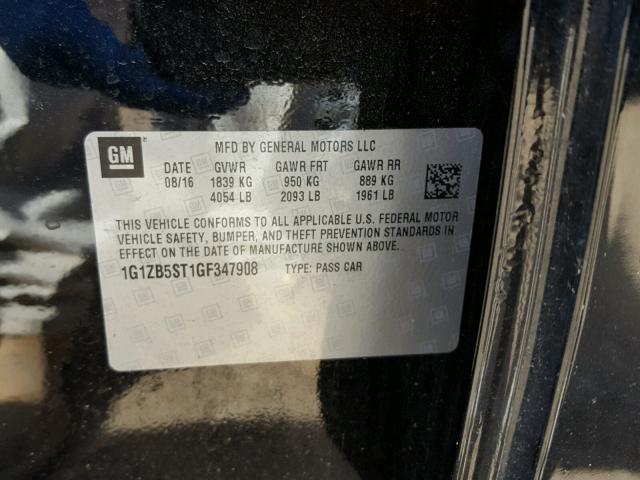 GM
MFD BY GENERAL MOTORS LLC
DATE GVWR GAWR FRT GAWR RR
08/16 1839 KG 950 KG 889 KG
4054 LB 2093 LB 1961 LB
THIS VEHICLE CONFORMS TO ALL APPLICABLE U.S. FEDERAL MOTOR
VEHICLE SAFETY, BUMPER, AND THEFT PREVENTION STANDARDS IN
EFFECT ON THE DATE OF MANUFACTURE SHOWN ABOVE.
1G1ZB5ST1GF347908 TYPE: PASS CAR